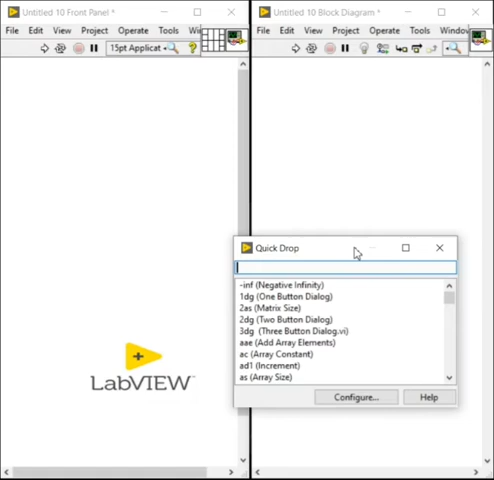 Untitled 10 Front Panel *
File Edit View Project Operate Tools
15pt Applicat
Untitled 10 Block Diagram *
File Edit View Project Operate Tools Window
Quick Drop
-inf (Negative Infinity)
1dg (One Button Dialog)
2as (Matrix Size)
2dg (Two Button Dialog)
3dg (Three Button Dialog.vi)
aae (Add Array Elements)
ac (Array Constant)
ad1 (Increment)
as (Array Size)
Configure... Help
LabVIEW™